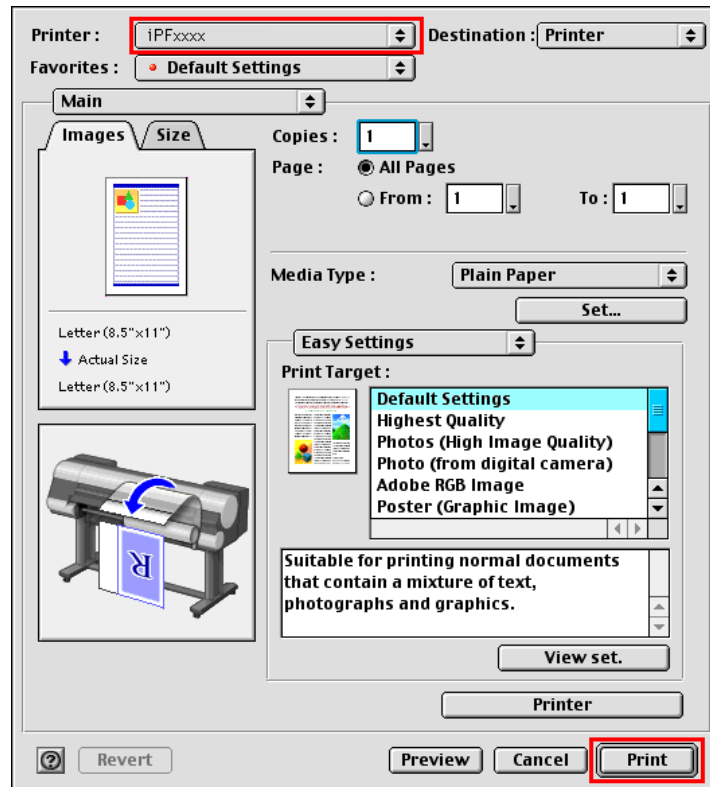 Printer : iPFxxxx Destination : Printer
Favorites : Default Settings
Main
Images Size
Letter (8.5"x11")
Actual Size
Letter (8.5"x11")
R
Copies : 1
Page : All Pages
From : 1 To : 1
Media Type : Plain Paper
Set...
Easy Settings
Print Target :
Default Settings
Highest Quality
Photos (High Image Quality)
Photo (from digital camera)
Adobe RGB Image
Poster (Graphic Image)
Suitable for printing normal documents
that contain a mixture of text,
photographs and graphics.
View set.
Printer
? Revert Preview Cancel Print